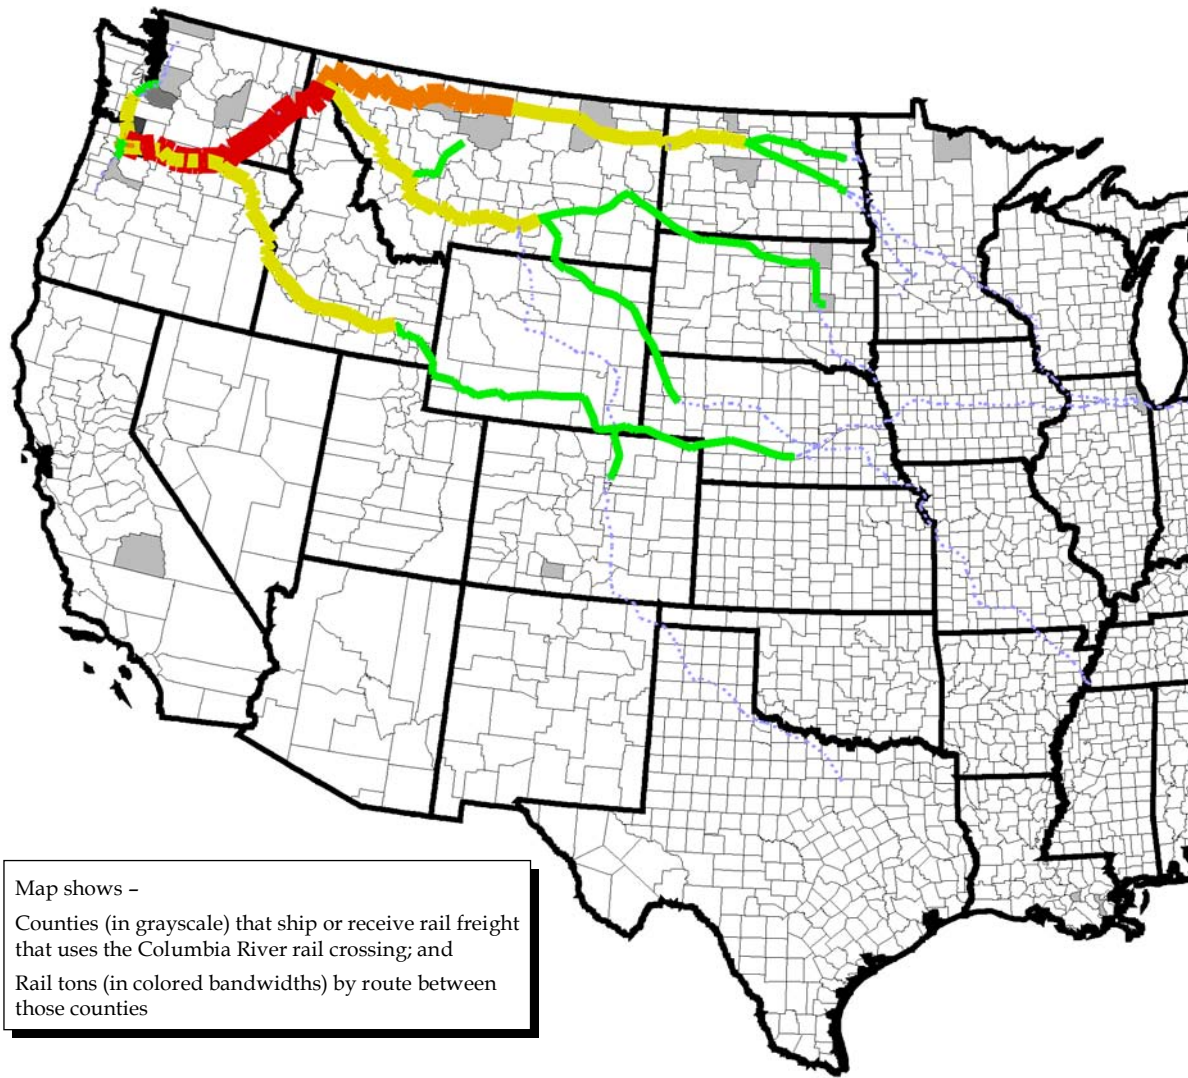 Map shows –
Counties (in grayscale) that ship or receive rail freight
that uses the Columbia River rail crossing; and
Rail tons (in colored bandwidths) by route between
those counties